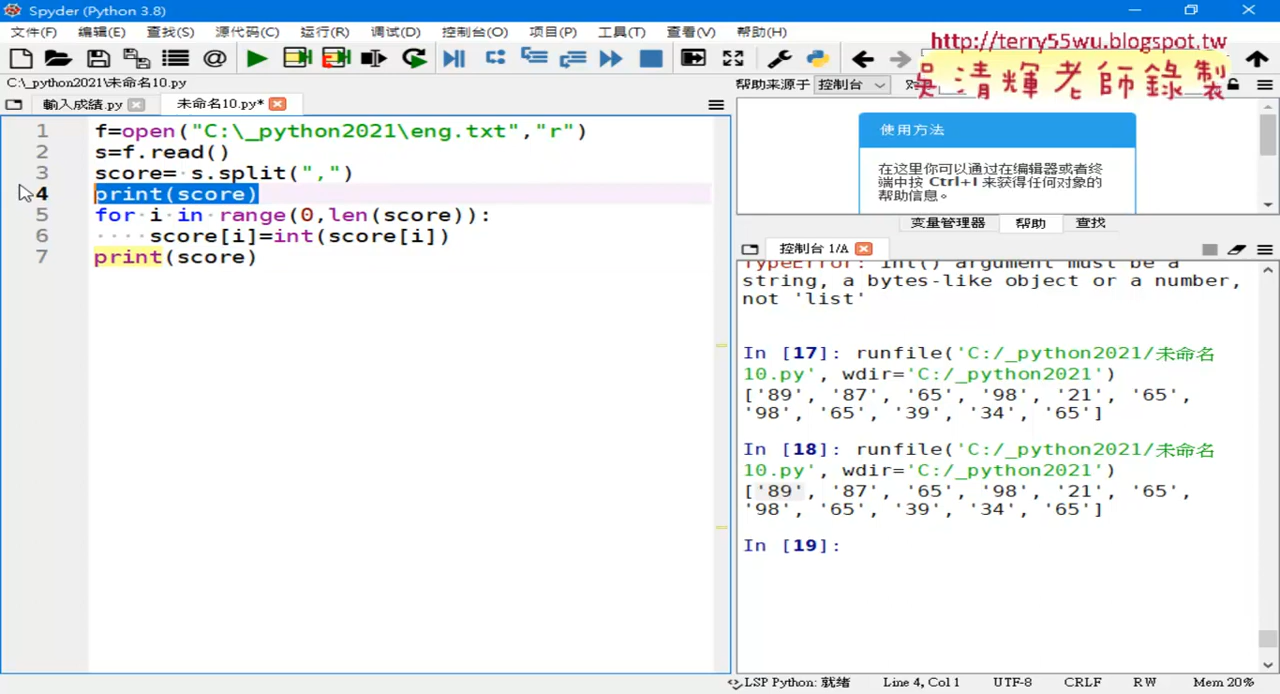 Spyder (Python 3.8)
文件(F) 编辑(E) 查找(S) 源代码(C) 运行(R) 调试(D) 控制台(O) 项目(P) 工具(T) 查看(V) 帮助(H)
http://terry55wu.blogspot.tw
吳清輝老師錄製
C:\_python2021\未命名10.py
帮助来源于 控制台
輸入成績.py
未命名10.py*
1 f=open("C:\_python2021\eng.txt","r")
2 s=f.read()
3 score= s.split(",")
4 print(score)
5 for i in range(0,len(score)):
6 score[i]=int(score[i])
7 print(score)
使用方法
在这里你可以通过在编辑器或者终
端中按 Ctrl+I 来获得任何对象的
帮助信息。
变量管理器 帮助 查找
控制台 1/A
TypeError: int() argument must be a
string, a bytes-like object or a number,
not 'list'
In [17]: runfile('C:/_python2021/未命名
10.py', wdir='C:/_python2021')
['89', '87', '65', '98', '21', '65',
'98', '65', '39', '34', '65']
In [18]: runfile('C:/_python2021/未命名
10.py', wdir='C:/_python2021')
['89', '87', '65', '98', '21', '65',
'98', '65', '39', '34', '65']
In [19]:
LSP Python: 就绪 Line 4, Col 1 UTF-8 CRLF RW Mem 20%